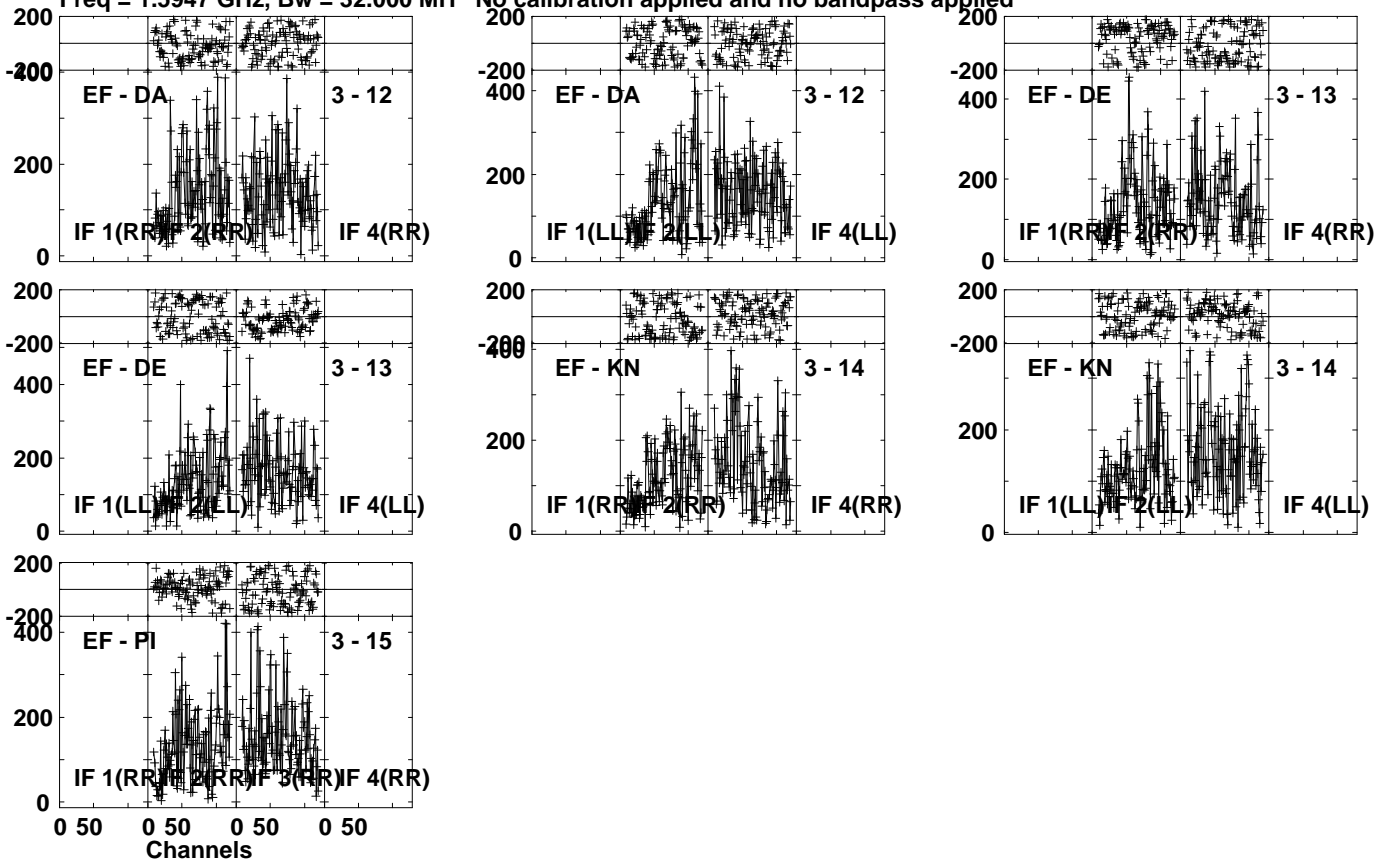 Freq = 1.5947 GHz, Bw = 32.000 MH No calibration applied and no bandpass applied
200
-200
400
EF - DA 3 - 12
200
IF 1(RR) IF 2(RR) IF 4(RR)
0
200
-200
400
EF - DA 3 - 12
200
IF 1(LL) IF 2(LL) IF 4(LL)
0
200
-200
400
EF - DE 3 - 13
200
IF 1(RR) IF 2(RR) IF 4(RR)
0
200
-200
EF - DE 3 - 13
400
200
IF 1(LL) IF 2(LL) IF 4(LL)
0
200
-200
400
EF - KN 3 - 14
200
IF 1(RR) IF 2(RR) IF 4(RR)
0
200
-200
EF - KN 3 - 14
200
IF 1(LL) IF 2(LL) IF 4(LL)
0
200
-200
400
EF - PI 3 - 15
200
IF 1(RR) IF 2(RR) IF 3(RR) IF 4(RR)
0
0 50 0 50 0 50 0 50
Channels